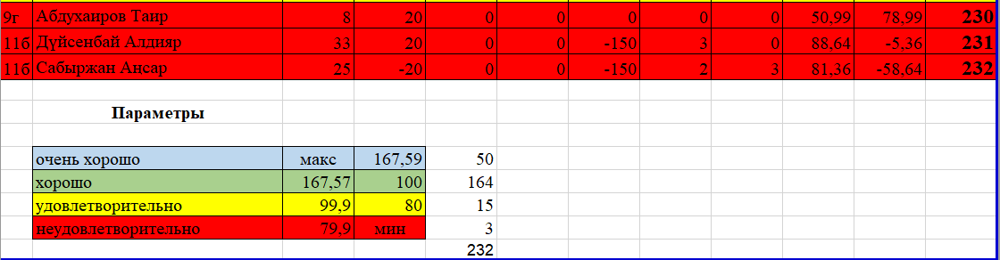 9г Абдухаиров Таир 8 20 0 0 0 0 0 50,99 78,99 230
11б Дүйсенбай Алдияр 33 20 0 0 -150 3 0 88,64 -5,36 231
11б Сабыржан Аңсар 25 -20 0 0 -150 2 3 81,36 -58,64 232
Параметры
очень хорошо макс 167,59 50
хорошо 167,57 100 164
удовлетворительно 99,9 80 15
неудовлетворительно 79,9 мин 3
232